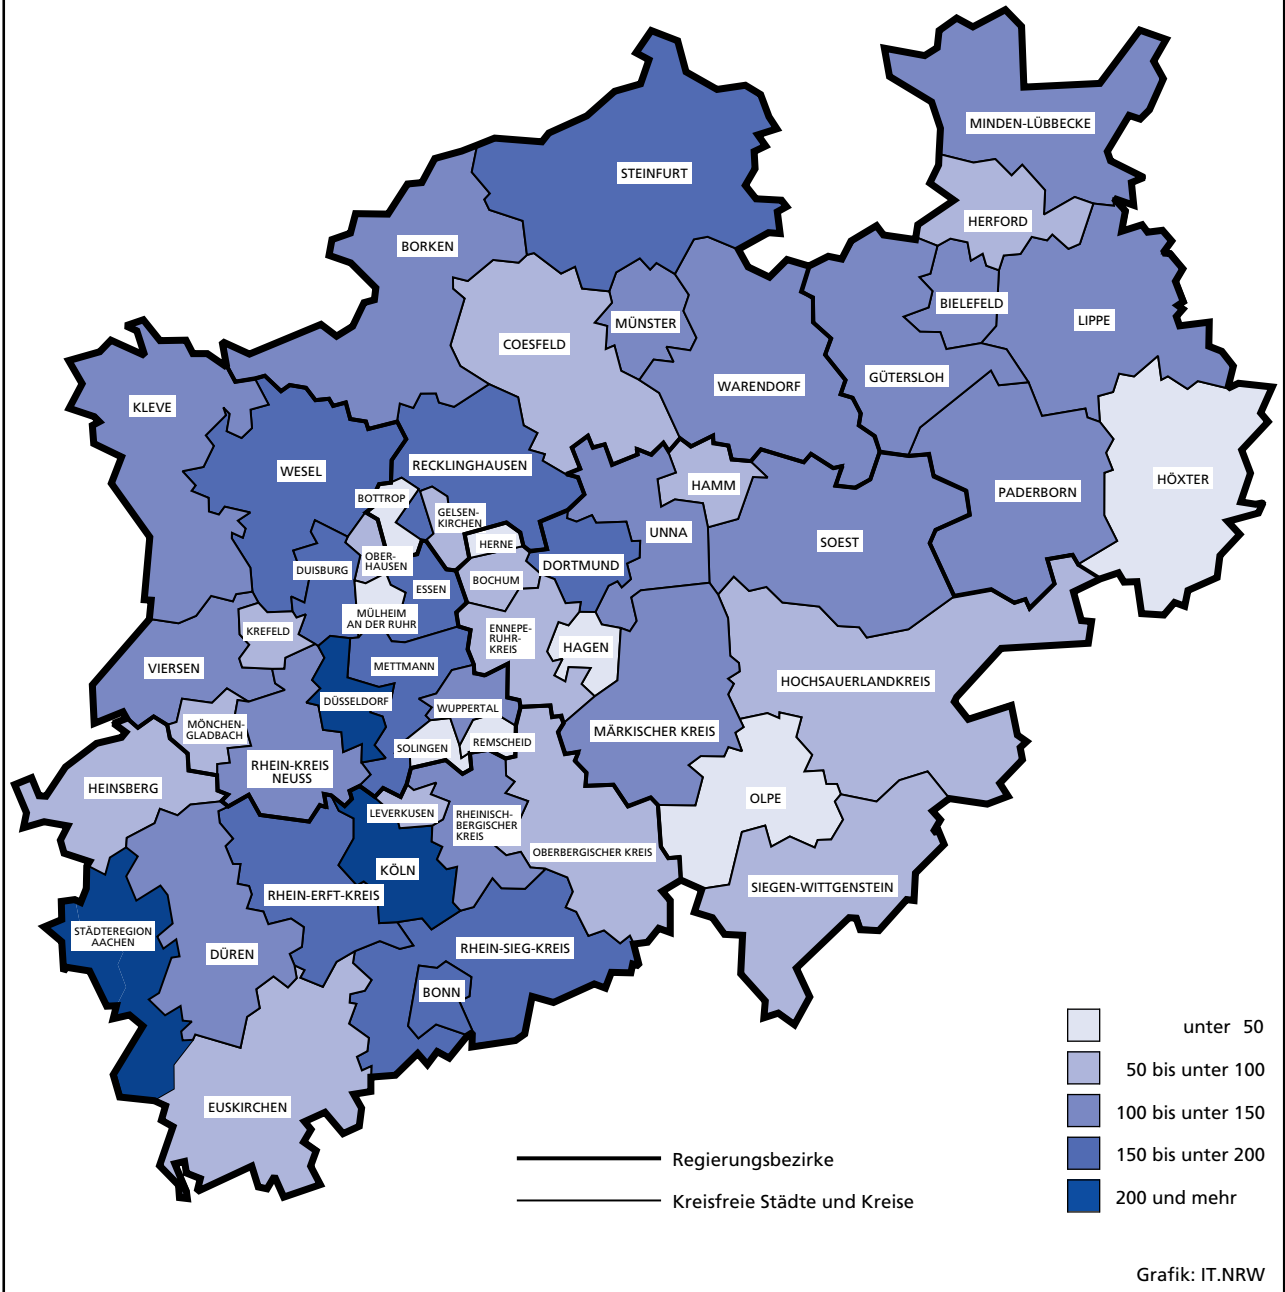 MINDEN-LÜBBECKE
STEINFURT
HERFORD
BORKEN
BIELEFELD
MÜNSTER
LIPPE
COESFELD
GÜTERSLOH
WARENDORF
KLEVE
RECKLINGHAUSEN
WESEL
HÖXTER
HAMM
PADERBORN
BOTTROP
GELSEN-
KIRCHEN
UNNA
SOEST
HERNE
OBER-
HAUSEN
DORTMUND
DUISBURG
BOCHUM
ESSEN
MÜLHEIM
AN DER RUHR
KREFELD
ENNEPE-
RUHR-
KREIS
HAGEN
VIERSEN
METTMANN
HOCHSAUERLANDKREIS
DÜSSELDORF
WUPPERTAL
MÖNCHEN-
GLADBACH
MÄRKISCHER KREIS
REMSCHEID
SOLINGEN
RHEIN-KREIS
NEUSS
HEINSBERG
OLPE
LEVERKUSEN
RHEINISCH-
BERGISCHER
KREIS
OBERBERGISCHER KREIS
KÖLN
SIEGEN-WITTGENSTEIN
RHEIN-ERFT-KREIS
STÄDTEREGION
AACHEN
RHEIN-SIEG-KREIS
DÜREN
BONN
EUSKIRCHEN
unter 50
50 bis unter 100
100 bis unter 150
150 bis unter 200
200 und mehr
Regierungsbezirke
Kreisfreie Städte und Kreise
Grafik: IT.NRW